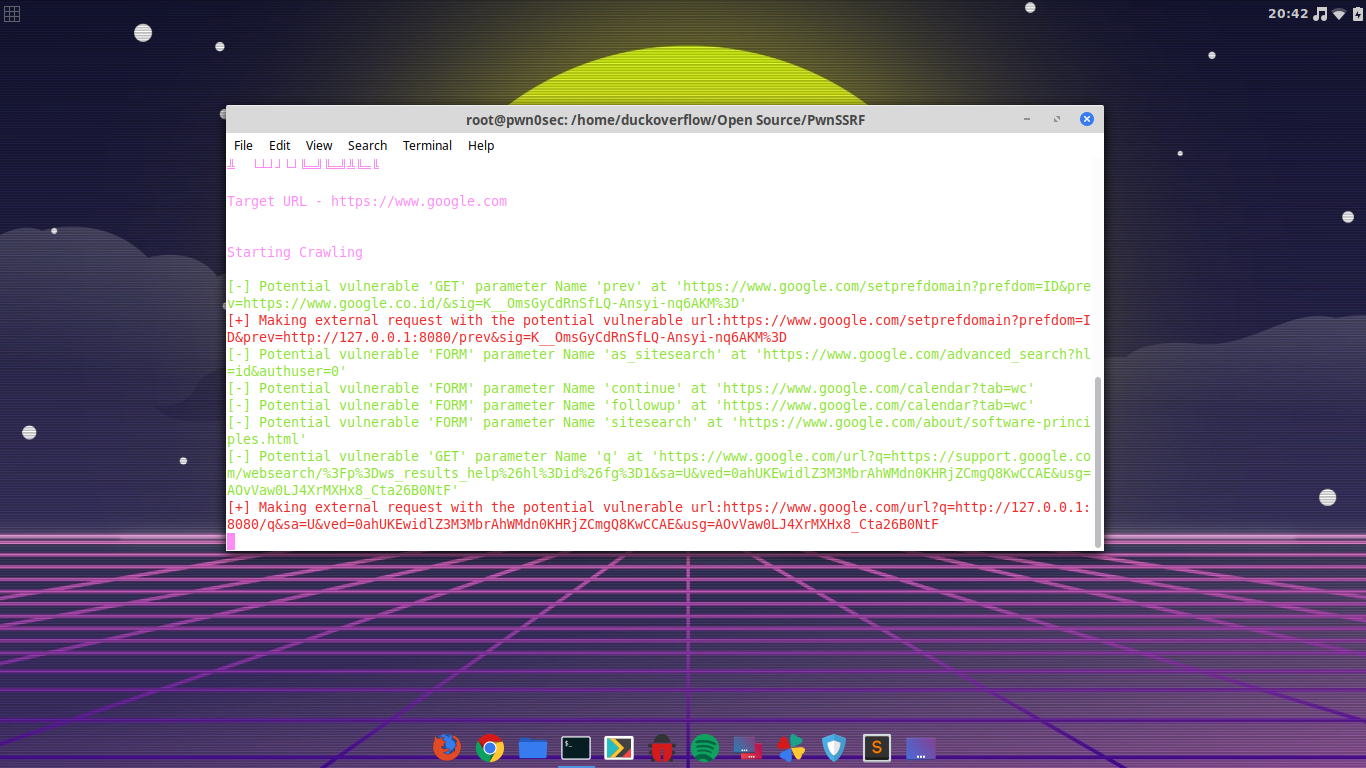 20:42
root@pwn0sec: /home/duckoverflow/Open Source/PwnSSRF
File Edit View Search Terminal Help
Target URL - https://www.google.com
Starting Crawling
[-] Potential vulnerable 'GET' parameter Name 'prev' at 'https://www.google.com/setprefdomain?prefdom=ID&pre
v=https://www.google.co.id/&sig=K__OmsGyCdRnSfLQ-Ansyi-nq6AKM%3D'
[+] Making external request with the potential vulnerable url:https://www.google.com/setprefdomain?prefdom=I
D&prev=http://127.0.0.1:8080/prev&sig=K__OmsGyCdRnSfLQ-Ansyi-nq6AKM%3D
[-] Potential vulnerable 'FORM' parameter Name 'as_sitesearch' at 'https://www.google.com/advanced_search?hl
=id&authuser=0'
[-] Potential vulnerable 'FORM' parameter Name 'continue' at 'https://www.google.com/calendar?tab=wc'
[-] Potential vulnerable 'FORM' parameter Name 'followup' at 'https://www.google.com/calendar?tab=wc'
[-] Potential vulnerable 'FORM' parameter Name 'sitesearch' at 'https://www.google.com/about/software-princi
ples.html'
[-] Potential vulnerable 'GET' parameter Name 'q' at 'https://www.google.com/url?q=https://support.google.co
m/websearch/%3Fp%3Dws_results_help%26hl%3Did%26fg%3D1&sa=U&ved=0ahUKEwidlZ3M3MbrAhWMdn0KHRjZCmgQ8KwCCAE&usg=
AOvVaw0LJ4XrMXHx8_Cta26B0NtF'
[+] Making external request with the potential vulnerable url:https://www.google.com/url?q=http://127.0.0.1:
8080/q&sa=U&ved=0ahUKEwidlZ3M3MbrAhWMdn0KHRjZCmgQ8KwCCAE&usg=AOvVaw0LJ4XrMXHx8_Cta26B0NtF